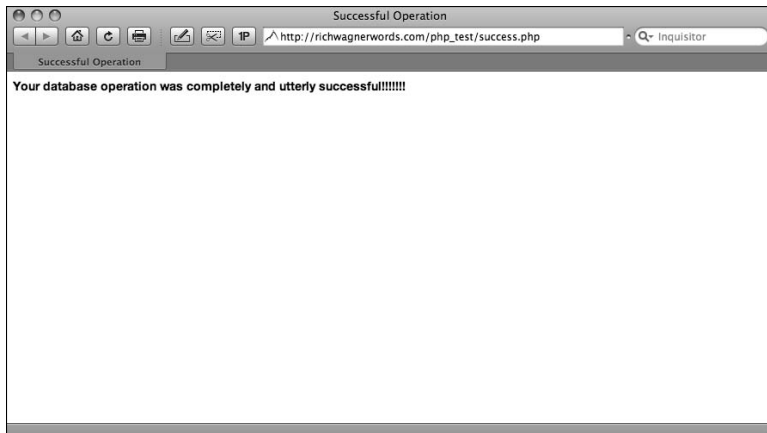 Successful Operation
1P
http://richwagnerwords.com/php_test/success.php
Inquisitor
Successful Operation
Your database operation was completely and utterly successful!!!!!!!